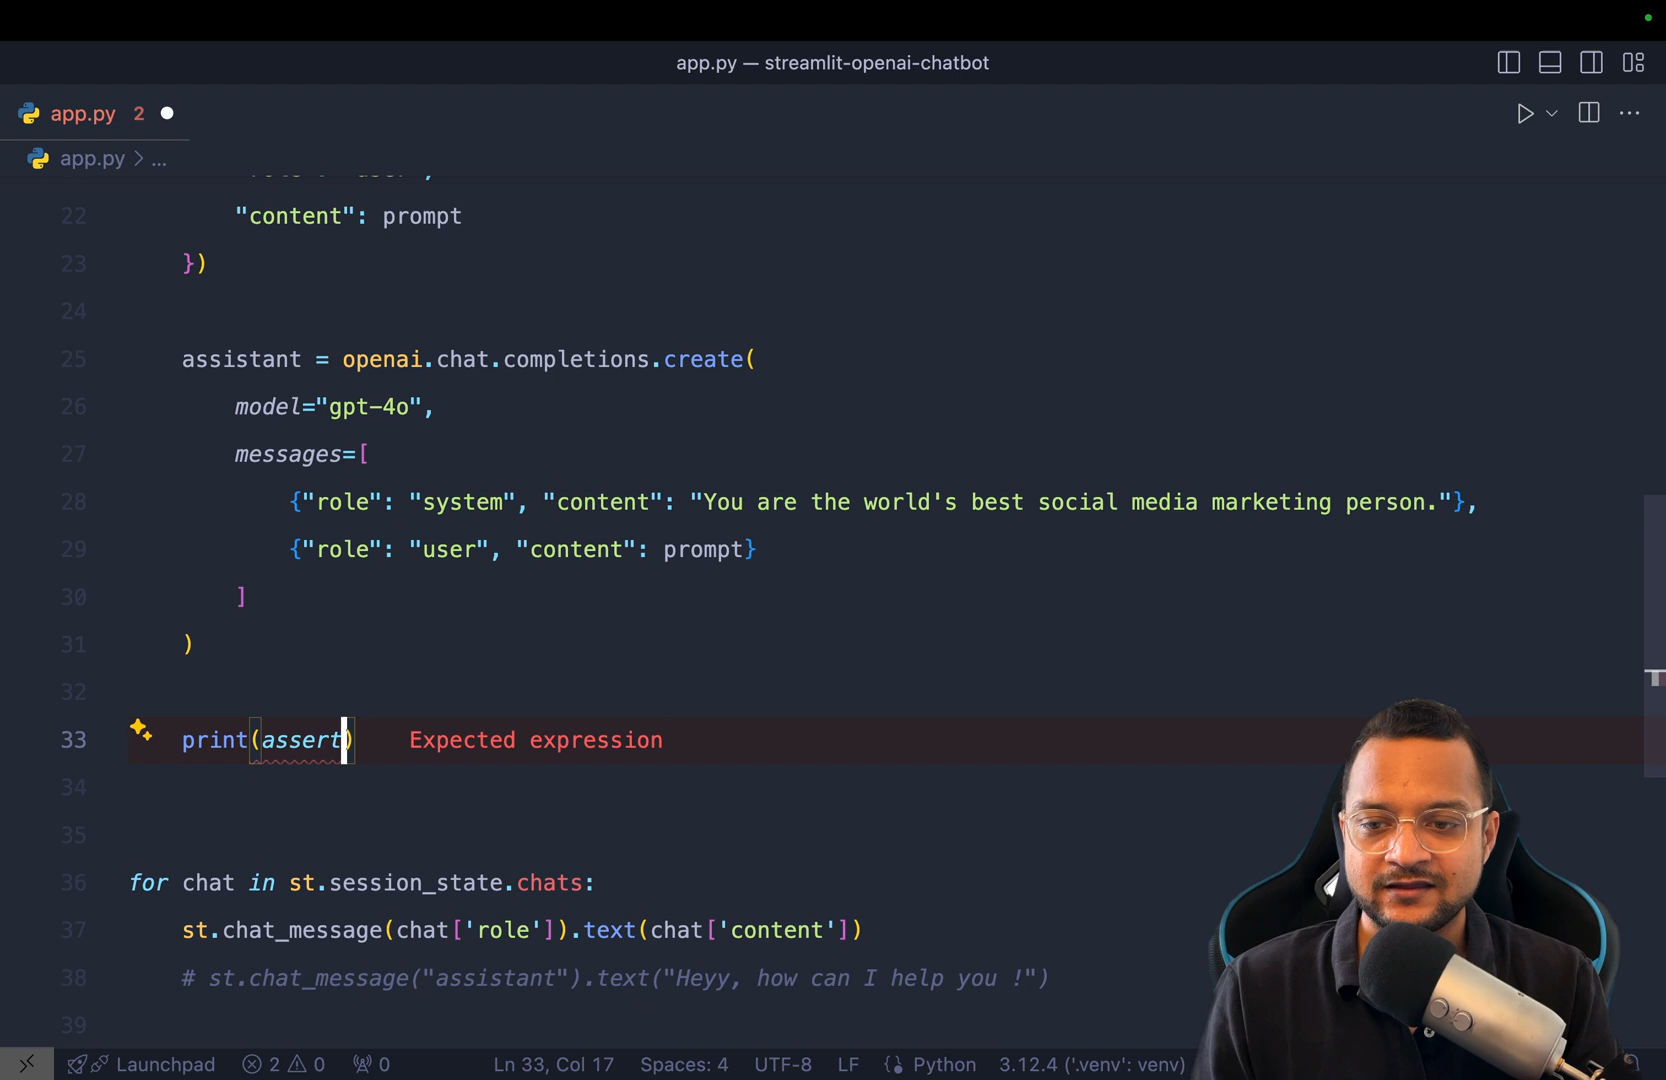 app.py — streamlit-openai-chatbot
app.py 2
app.py > ...
22 "content": prompt
23 })
24
25 assistant = openai.chat.completions.create(
26 model="gpt-4o",
27 messages=[
28 {"role": "system", "content": "You are the world's best social media marketing person."},
29 {"role": "user", "content": prompt}
30 ]
31 )
32
33 print(assert) Expected expression
34
35
36 for chat in st.session_state.chats:
37 st.chat_message(chat['role']).text(chat['content'])
38 # st.chat_message("assistant").text("Heyy, how can I help you !")
39
Launchpad 2 0 0 Ln 33, Col 17 Spaces: 4 UTF-8 LF Python 3.12.4 ('.venv': venv)